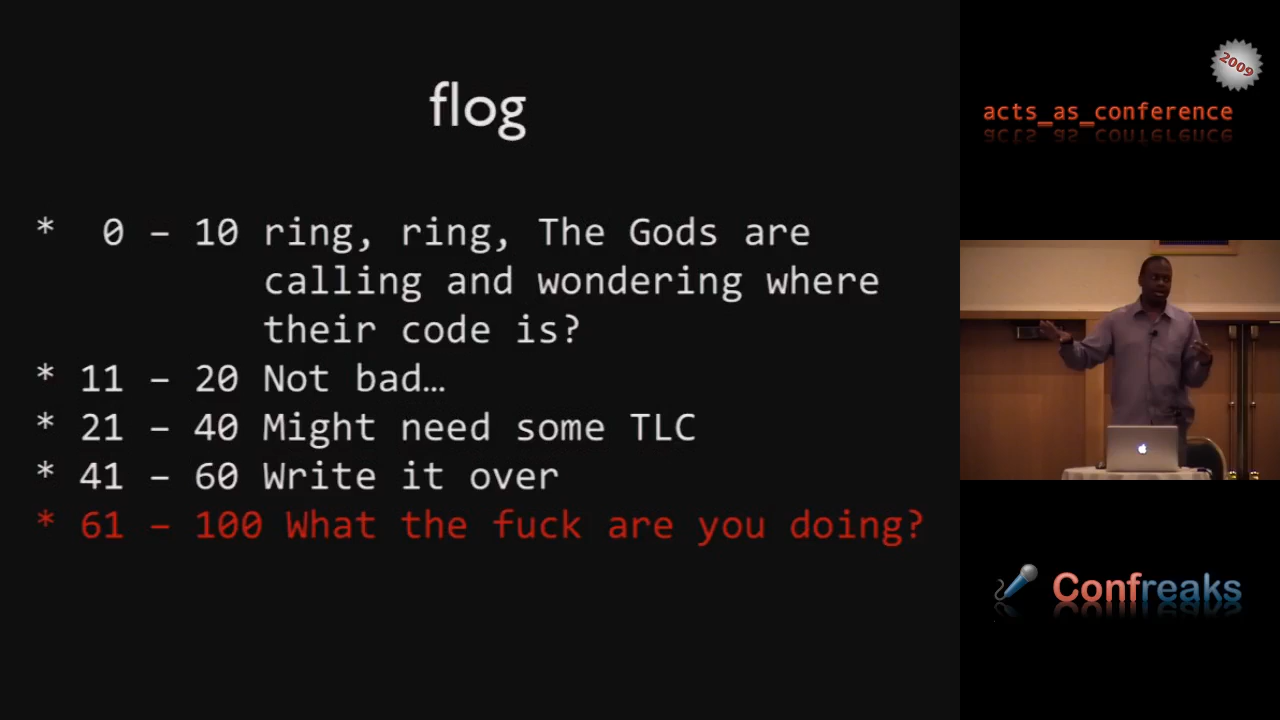 flog
* 0 – 10 ring, ring, The Gods are
calling and wondering where
their code is?
* 11 – 20 Not bad…
* 21 – 40 Might need some TLC
* 41 – 60 Write it over
* 61 – 100 What the fuck are you doing?
2009
acts_as_conference
Confreaks